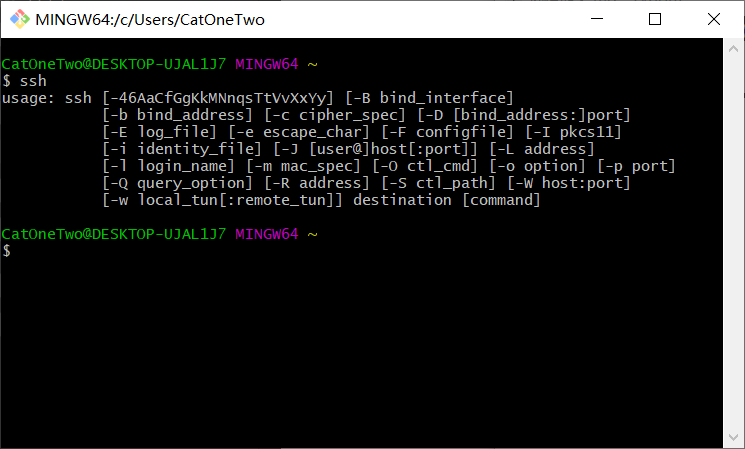 MINGW64:/c/Users/CatOneTwo
CatOneTwo@DESKTOP-UJAL1J7 MINGW64 ~
$ ssh
usage: ssh [-46AaCfGgKkMNnqsTtVvXxYy] [-B bind_interface]
           [-b bind_address] [-c cipher_spec] [-D [bind_address:]port]
           [-E log_file] [-e escape_char] [-F configfile] [-I pkcs11]
           [-i identity_file] [-J [user@]host[:port]] [-L address]
           [-l login_name] [-m mac_spec] [-O ctl_cmd] [-o option] [-p port]
           [-Q query_option] [-R address] [-S ctl_path] [-W host:port]
           [-w local_tun[:remote_tun]] destination [command]
CatOneTwo@DESKTOP-UJAL1J7 MINGW64 ~
$